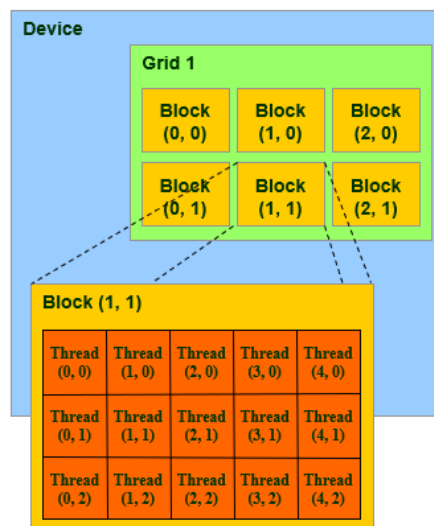 Device
Grid 1
Block Block Block
(0, 0) (1, 0) (2, 0)
Block Block Block
(0, 1) (1, 1) (2, 1)
Block (1, 1)
Thread Thread Thread Thread Thread
(0, 0) (1, 0) (2, 0) (3, 0) (4, 0)
Thread Thread Thread Thread Thread
(0, 1) (1, 1) (2, 1) (3, 1) (4, 1)
Thread Thread Thread Thread Thread
(0, 2) (1, 2) (2, 2) (3, 2) (4, 2)